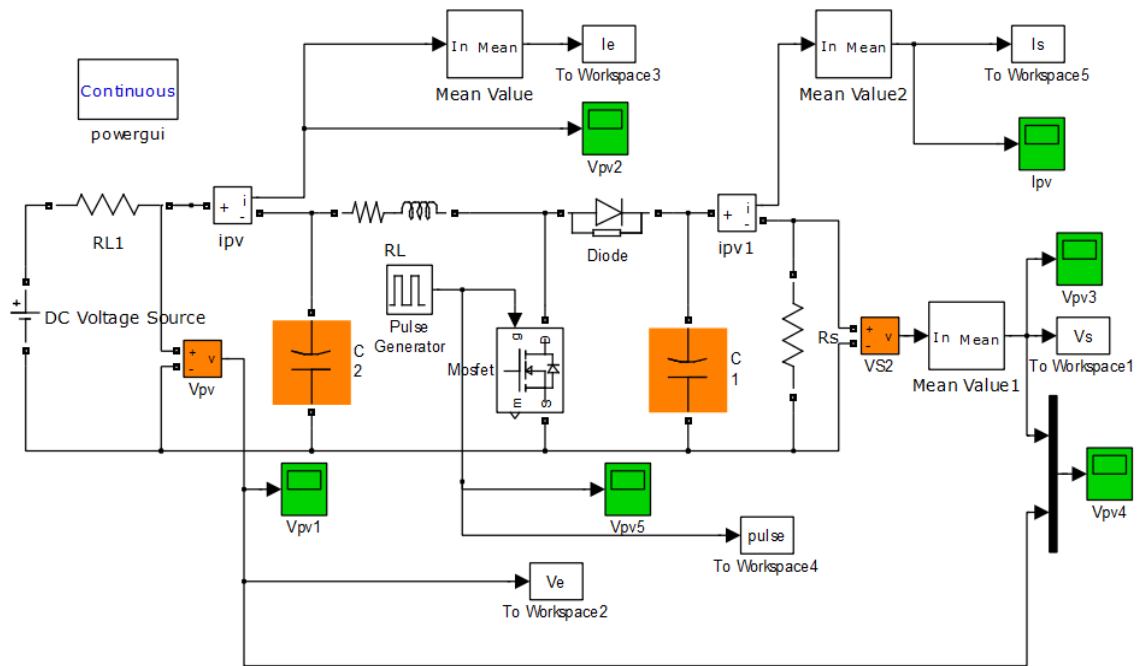 In Mean
Mean Value
Ie
To Workspace3
In Mean
Mean Value2
Is
To Workspace5
Continuous
powergui
Vpv2
Ipv
RL1
+
i
-
ipv
RL
Diode
+
i
-
ipv1
Vpv3
+
DC Voltage Source
+
-
v
Vpv
C
2
Pulse
Generator
Mosfet
g
D
m
S
C
1
Rs
+
-
v
VS2
In Mean
Mean Value1
Vs
To Workspace1
Vpv1
Vpv5
Vpv4
pulse
To Workspace4
Ve
To Workspace2